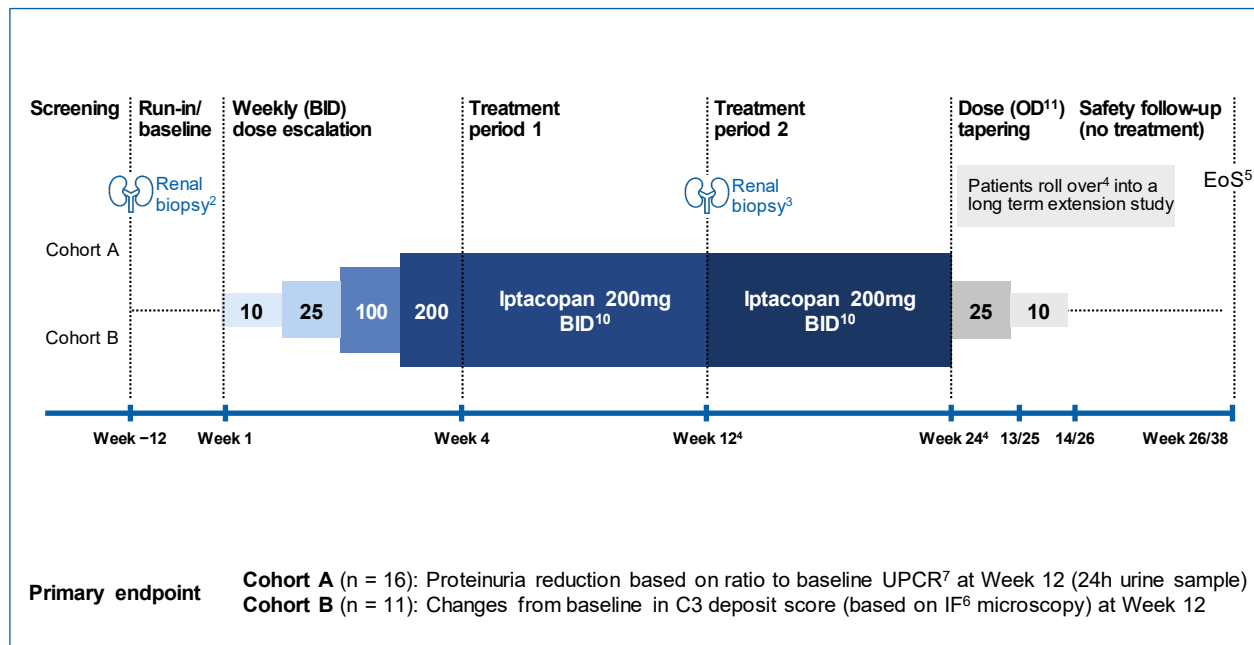 Screening
Run-in/
baseline
Weekly (BID)
dose escalation
Treatment
period 1
Treatment
period 2
Dose (OD¹¹)
tapering
Safety follow-up
(no treatment)
Renal
biopsy²
Renal
biopsy³
Patients roll over⁴ into a
long term extension study
EoS⁵
Cohort A
Cohort B
10
25
100
200
Iptacopan 200mg
BID¹⁰
Iptacopan 200mg
BID¹⁰
25
10
Week −12
Week 1
Week 4
Week 12⁴
Week 24⁴
13/25
14/26
Week 26/38
Primary endpoint
Cohort A (n = 16): Proteinuria reduction based on ratio to baseline UPCR⁷ at Week 12 (24h urine sample)
Cohort B (n = 11): Changes from baseline in C3 deposit score (based on IF⁶ microscopy) at Week 12